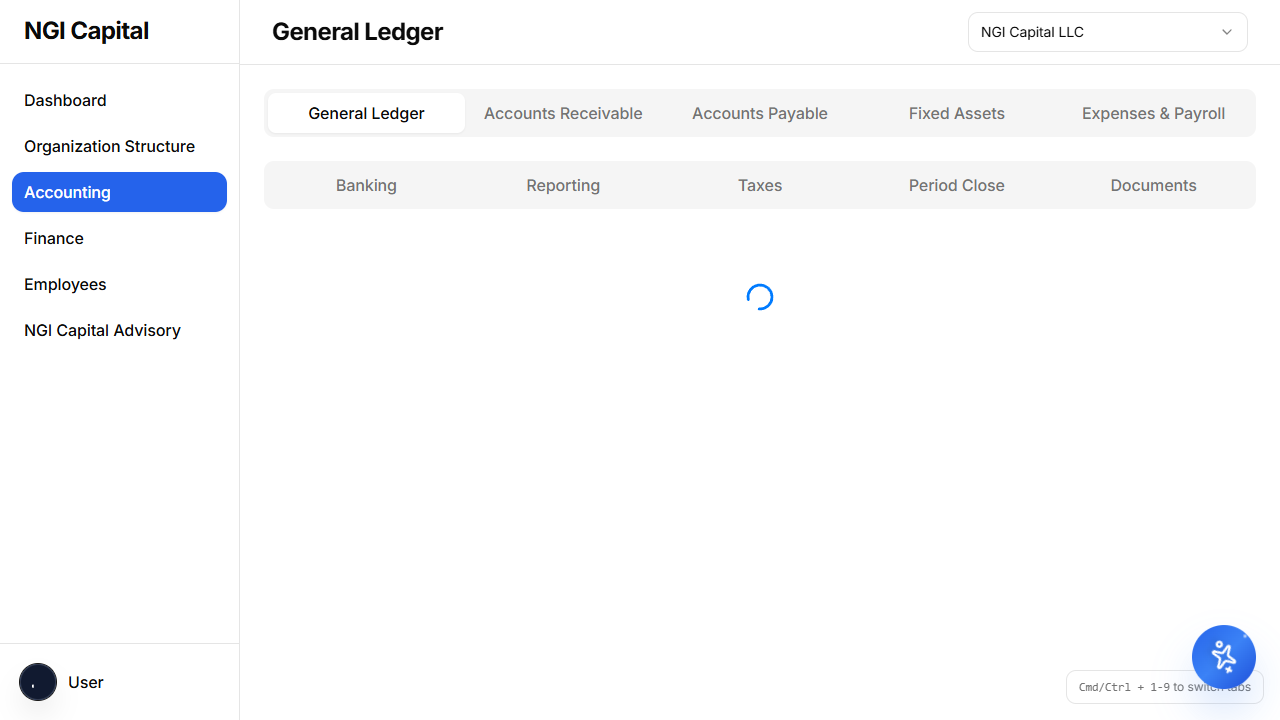 NGI Capital
General Ledger
NGI Capital LLC
Dashboard
Organization Structure
Accounting
Finance
Employees
NGI Capital Advisory
General Ledger
Accounts Receivable
Accounts Payable
Fixed Assets
Expenses & Payroll
Banking
Reporting
Taxes
Period Close
Documents
User
Cmd/Ctrl + 1-9 to switch tabs